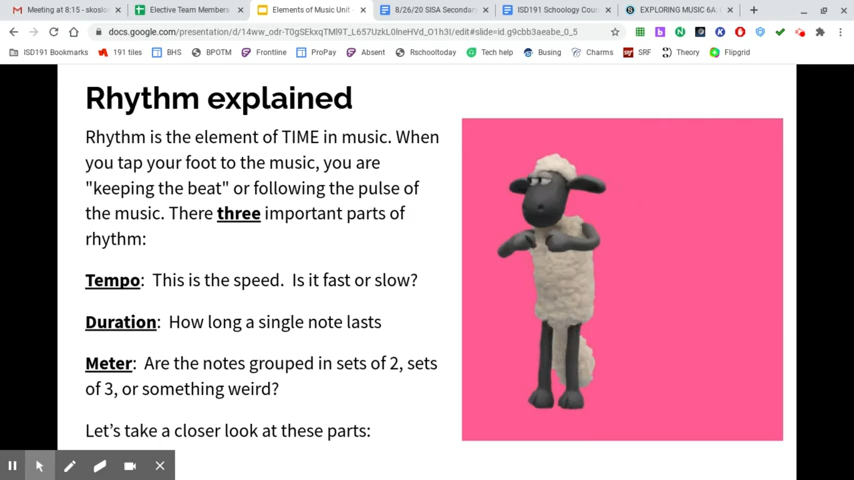 Meeting at 8:15 - skoslo
Elective Team Members
Elements of Music Unit -
8/26/20 SISA Secondary
ISD191 Schoology Cou
EXPLORING MUSIC 6A:
docs.google.com/presentation/d/14ww_odr-T0gSEkxqTMl9T_L657UzkL0lneHVd_O1h3I/edit#slide=id.g9cbb3aeabe_0_5
ISD191 Bookmarks
191 tiles
BHS
BPOTM
Frontline
ProPay
Absent
Rschooltoday
Tech help
Busing
Charms
SRF
Theory
Flipgrid
Rhythm explained
Rhythm is the element of TIME in music. When
you tap your foot to the music, you are
"keeping the beat" or following the pulse of
the music. There three important parts of
rhythm:
Tempo: This is the speed. Is it fast or slow?
Duration: How long a single note lasts
Meter: Are the notes grouped in sets of 2, sets
of 3, or something weird?
Let's take a closer look at these parts: